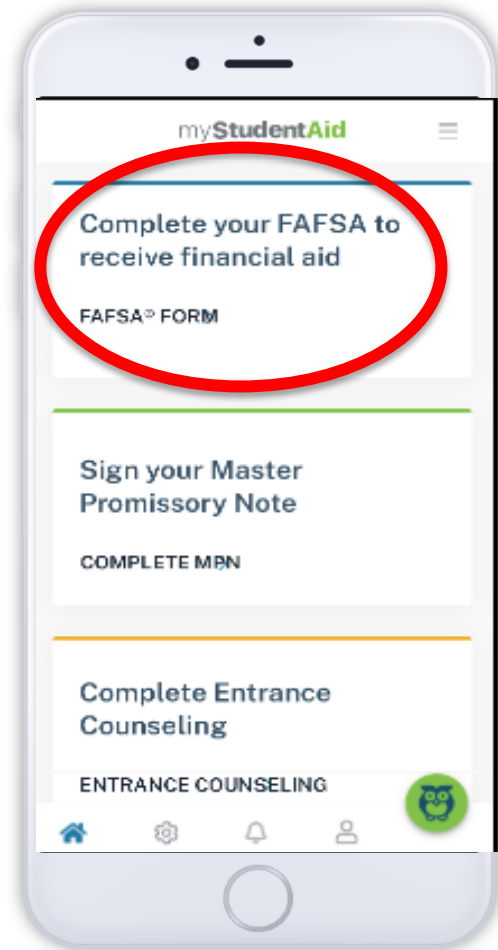 myStudentAid
Complete your FAFSA to
receive financial aid
FAFSA® FORM
Sign your Master
Promissory Note
COMPLETE MPN
Complete Entrance
Counseling
ENTRANCE COUNSELING